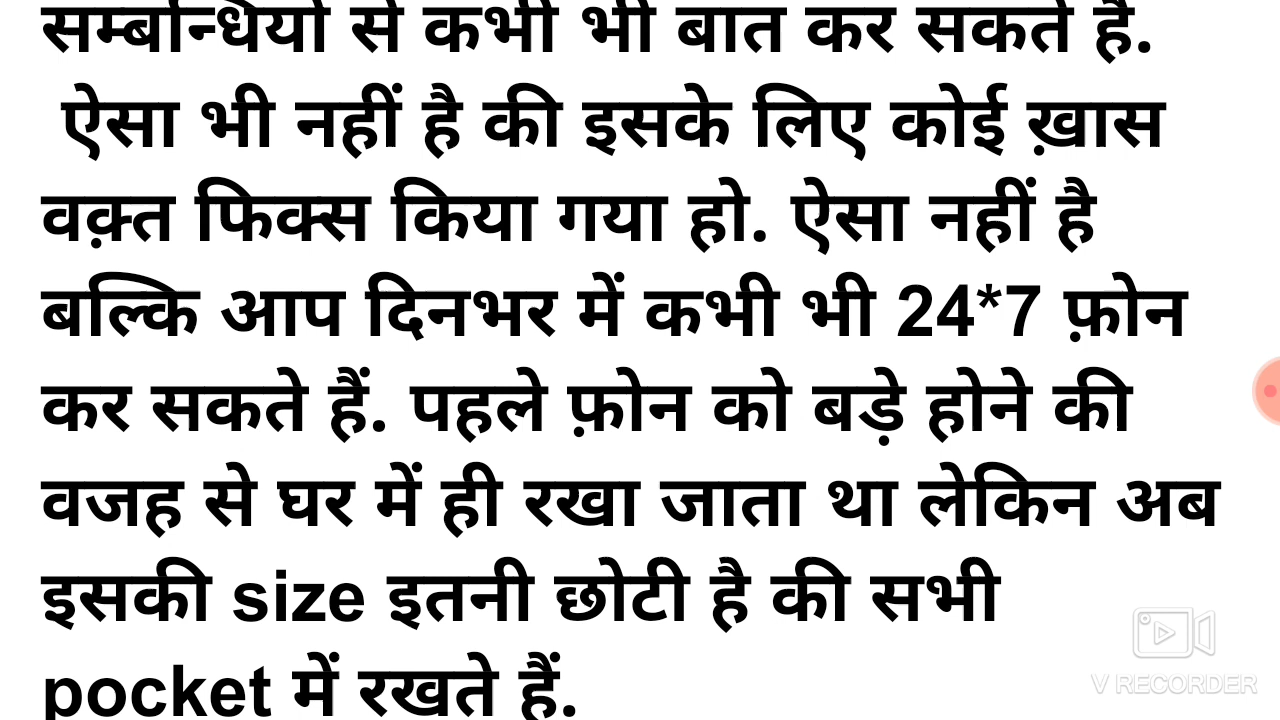 सम्बन्धियों से कभी भी बात कर सकते है.
ऐसा भी नहीं है की इसके लिए कोई ख़ास
वक़्त फिक्स किया गया हो. ऐसा नहीं है
बल्कि आप दिनभर में कभी भी 24*7 फ़ोन
कर सकते हैं. पहले फ़ोन को बड़े होने की
वजह से घर में ही रखा जाता था लेकिन अब
इसकी size इतनी छोटी है की सभी
pocket में रखते हैं.
V RECORDER